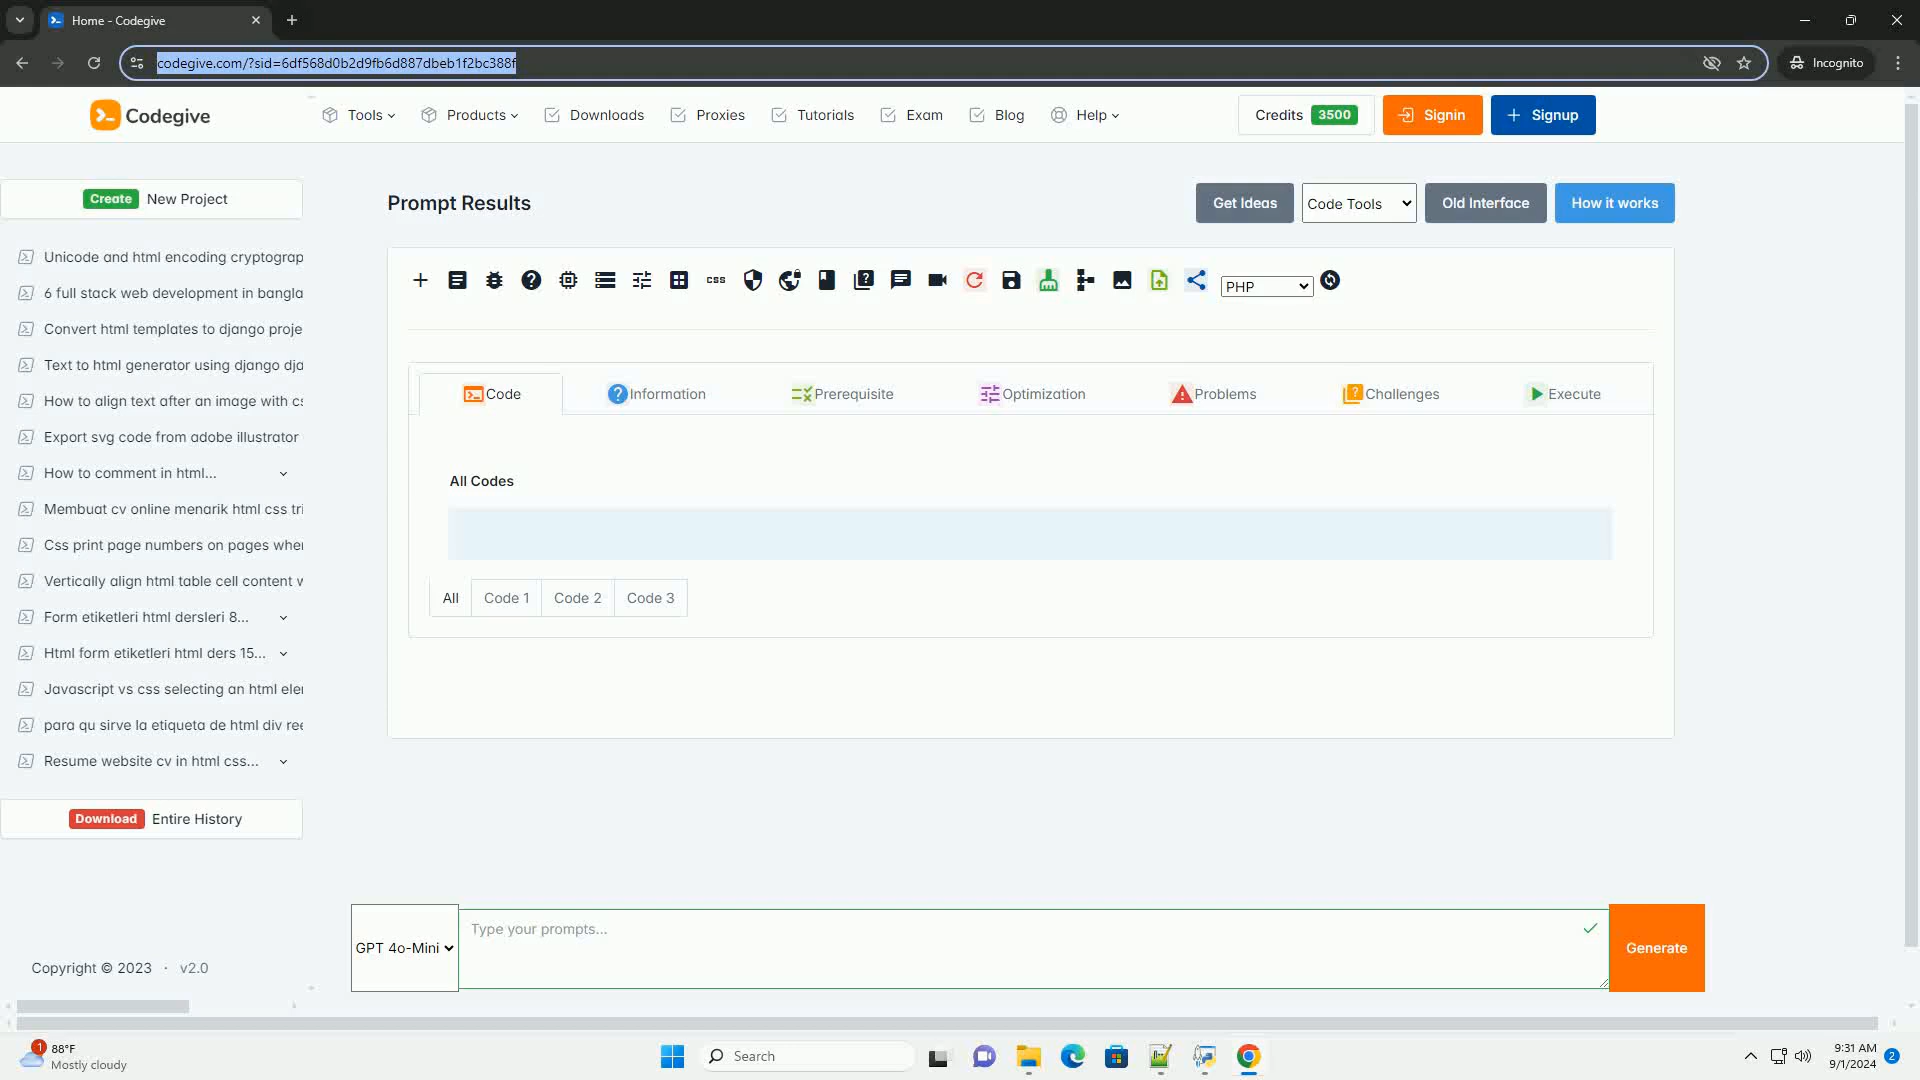 Home - Codegive
codegive.com/?sid=6df568d0b2d9fb6d887dbeb1f2bc388f
Incognito
Codegive
Tools
Products
Downloads
Proxies
Tutorials
Exam
Blog
Help
Credits 3500
Signin
Signup
Create New Project
Unicode and html encoding cryptograp
6 full stack web development in bangla
Convert html templates to django proje
Text to html generator using django dja
How to align text after an image with cs
Export svg code from adobe illustrator
How to comment in html...
Membuat cv online menarik html css tri
Css print page numbers on pages when
Vertically align html table cell content w
Form etiketleri html dersleri 8...
Html form etiketleri html ders 15...
Javascript vs css selecting an html eler
para qu sirve la etiqueta de html div ree
Resume website cv in html css...
Download Entire History
Copyright © 2023 · v2.0
Prompt Results
Get Ideas
Code Tools
Old Interface
How it works
css
PHP
Code
Information
Prerequisite
Optimization
Problems
Challenges
Execute
All Codes
All
Code 1
Code 2
Code 3
GPT 4o-Mini
Type your prompts...
Generate
1
88°F
Mostly cloudy
Search
9:31 AM
9/1/2024
2